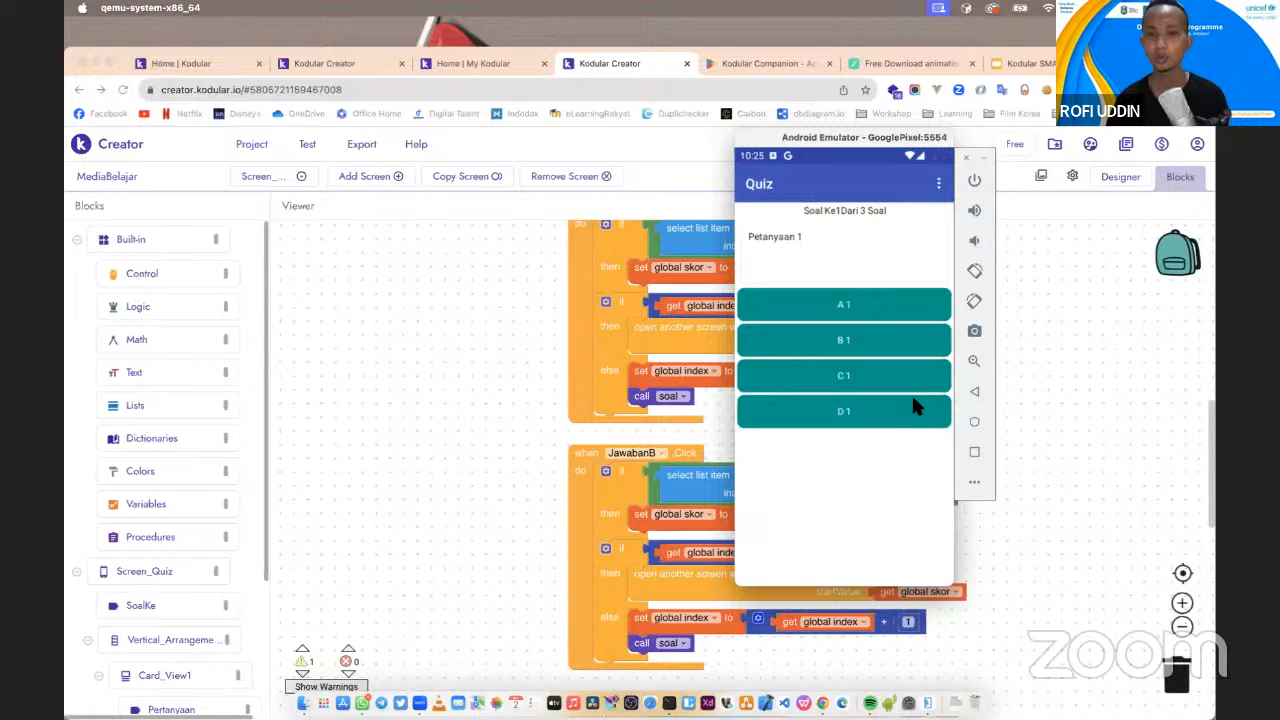 qemu-system-x86_64
Home | Kodular
Kodular Creator
Home | My Kodular
Kodular Creator
Kodular Companion - Ap
Free Download animati
Kodular SMA
creator.kodular.io/#5805721159467008
18
Facebook
Netflix
Disney+
OneDrive
Office Home
Digital Talent
Indndax
eLearningRakyat
Duplichecker
Carbon
dbdiagram.io
Workshop
Learning
Film Korea
unicef
ROFI UDDIN
Creator
Project
Test
Export
Help
Free
MediaBelajar
Screen_...
Add Screen
Copy Screen
Remove Screen
Designer
Blocks
Blocks
Viewer
Built-in
Control
Logic
Math
Text
Lists
Dictionaries
Colors
Variables
Procedures
Screen_Quiz
SoalKe
Vertical_Arrangeme...
Card_View1
Pertanyaan
do if select list item
then set global skor to
if get global inde
then open another screen w
else set global index to
call soal
when JawabanB .Click
do if select list item
then set global skor to
if get global inde
then open another screen w
startValue get global skor
else set global index to get global index + 1
call soal
0
0
Show Warnings
Android Emulator - GooglePixel:5554
10:25
Quiz
Soal Ke1Dari 3 Soal
Petanyaan 1
A 1
B 1
C 1
D 1
zoom